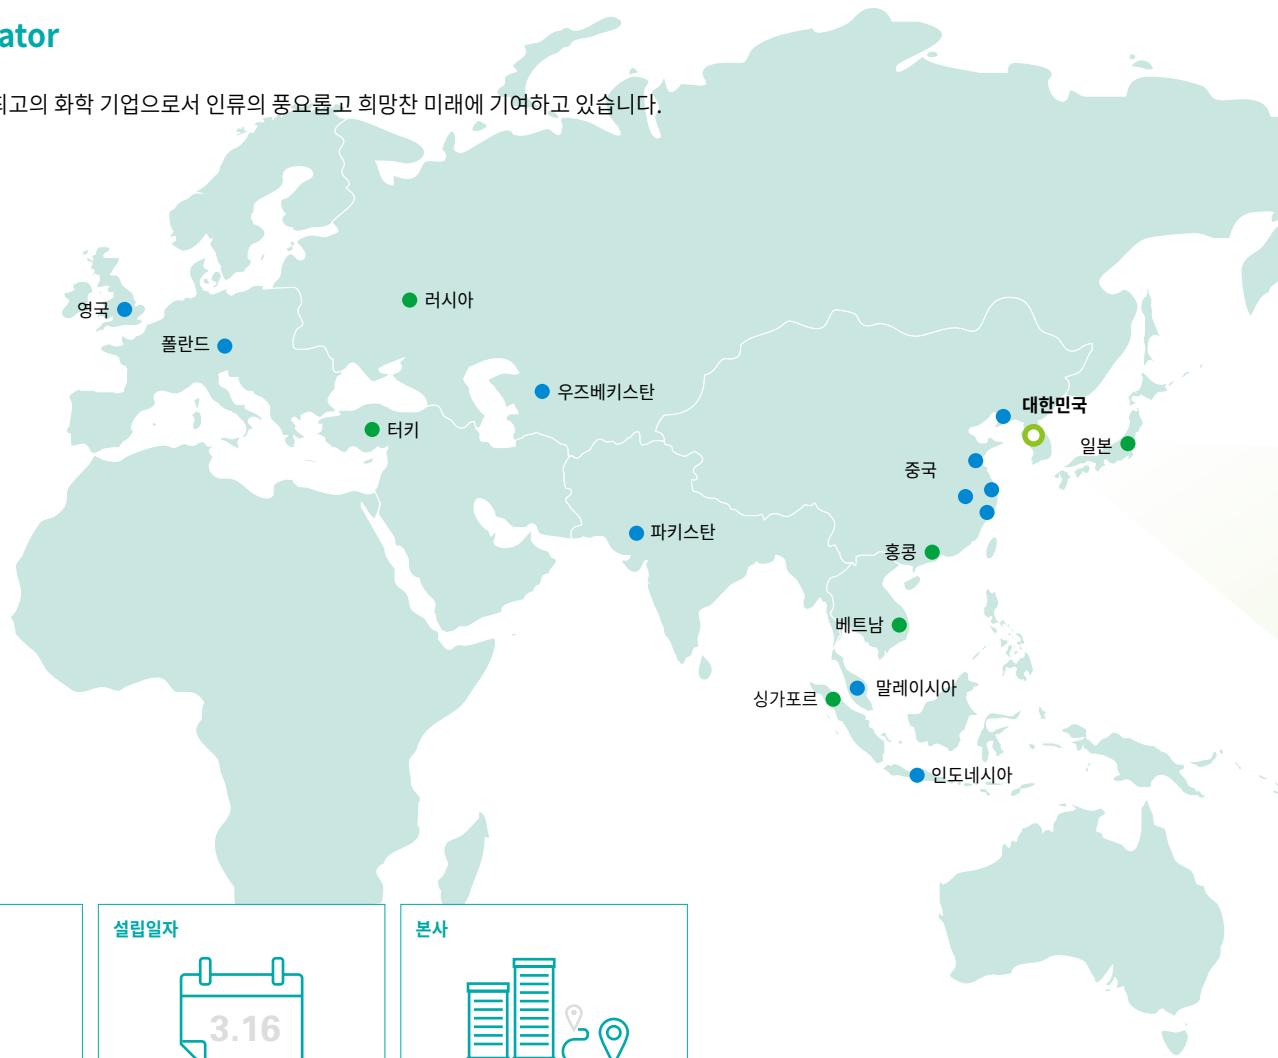 ator
최고의 화학 기업으로서 인류의 풍요롭고 희망찬 미래에 기여하고 있습니다.
영국
러시아
폴란드
우즈베키스탄
대한민국
터키
일본
중국
파키스탄
홍콩
베트남
말레이시아
싱가포르
인도네시아
설립일자
본사
3.16